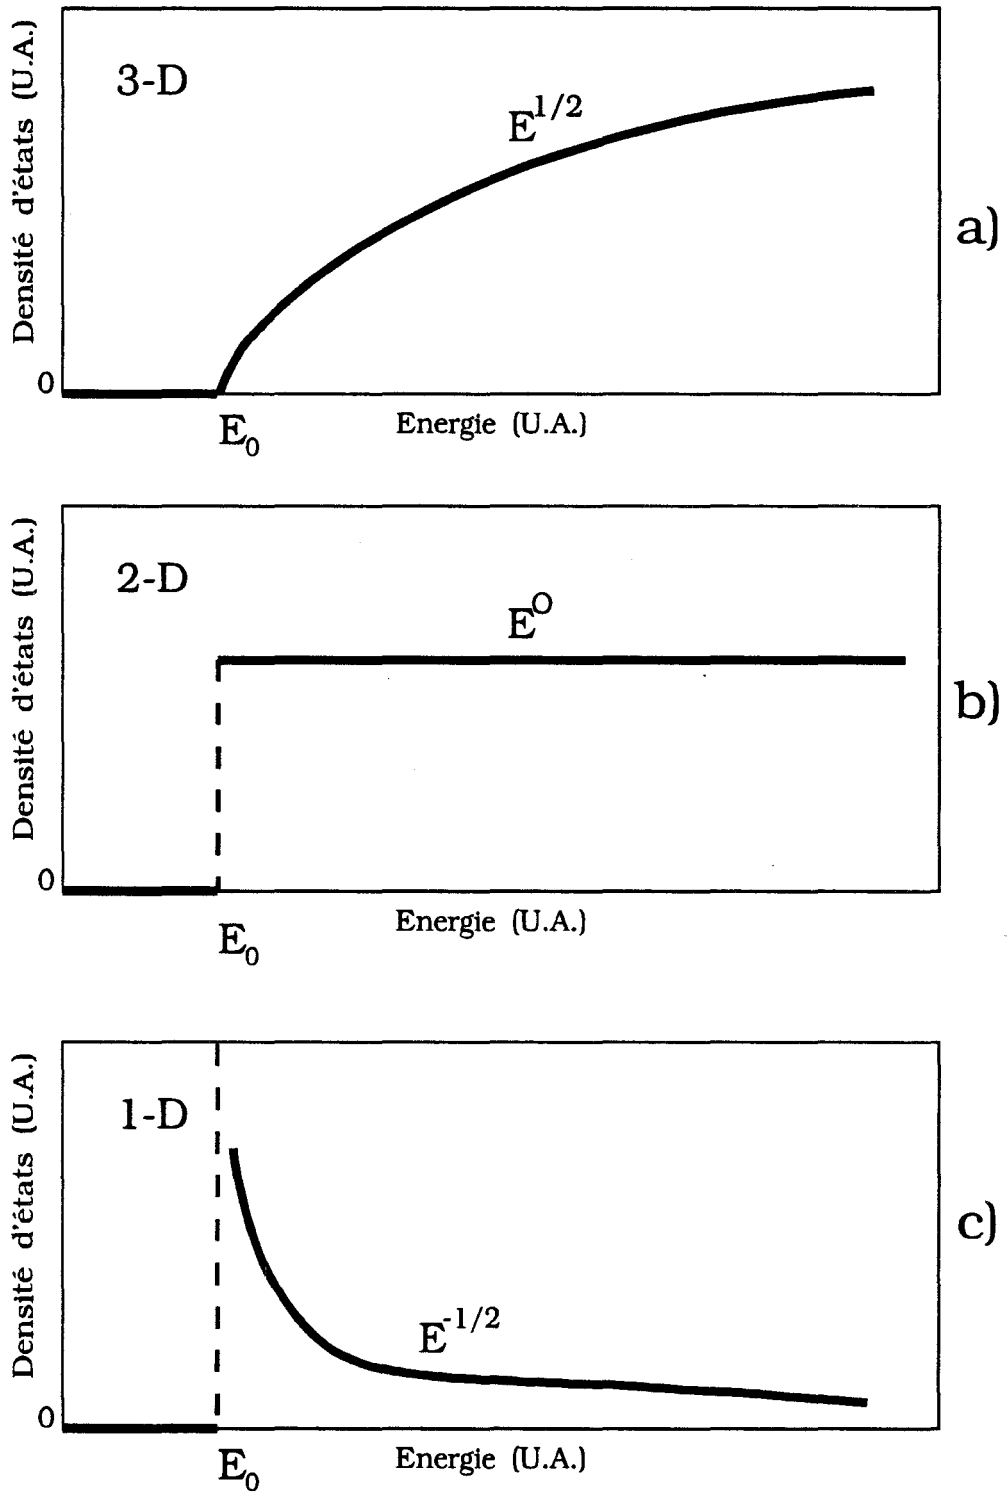 Densité d'états (U.A.)
3-D
E^1/2
a)
0
E₀
Energie (U.A.)
Densité d'états (U.A.)
2-D
E^0
b)
0
E₀
Energie (U.A.)
Densité d'états (U.A.)
1-D
E^-1/2
c)
0
E₀
Energie (U.A.)